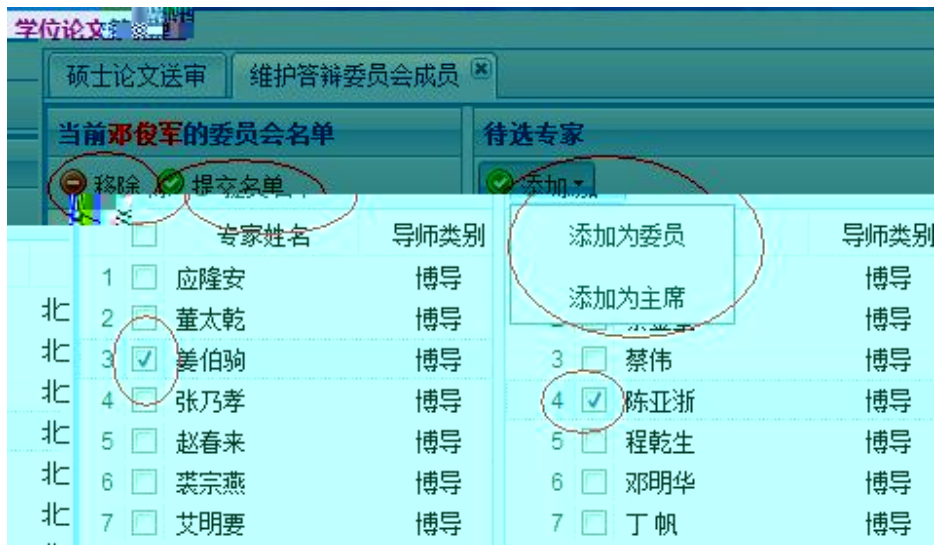 学位论文
硕士论文送审 维护答辩委员会成员
当前邓俊军的委员会名单 待选专家
移除 提交名单 添加
专家姓名 导师类别 添加为委员 导师类别
1 应隆安 博导 博导
添加为主席
北 2 董太乾 博导 博导
北 3 姜伯驹 博导 3 蔡伟 博导
北 4 张乃孝 博导 4 陈亚浙 博导
北 5 赵春来 博导 5 程乾生 博导
北 6 裘宗燕 博导 6 邓明华 博导
北 7 艾明要 博导 7 丁帆 博导